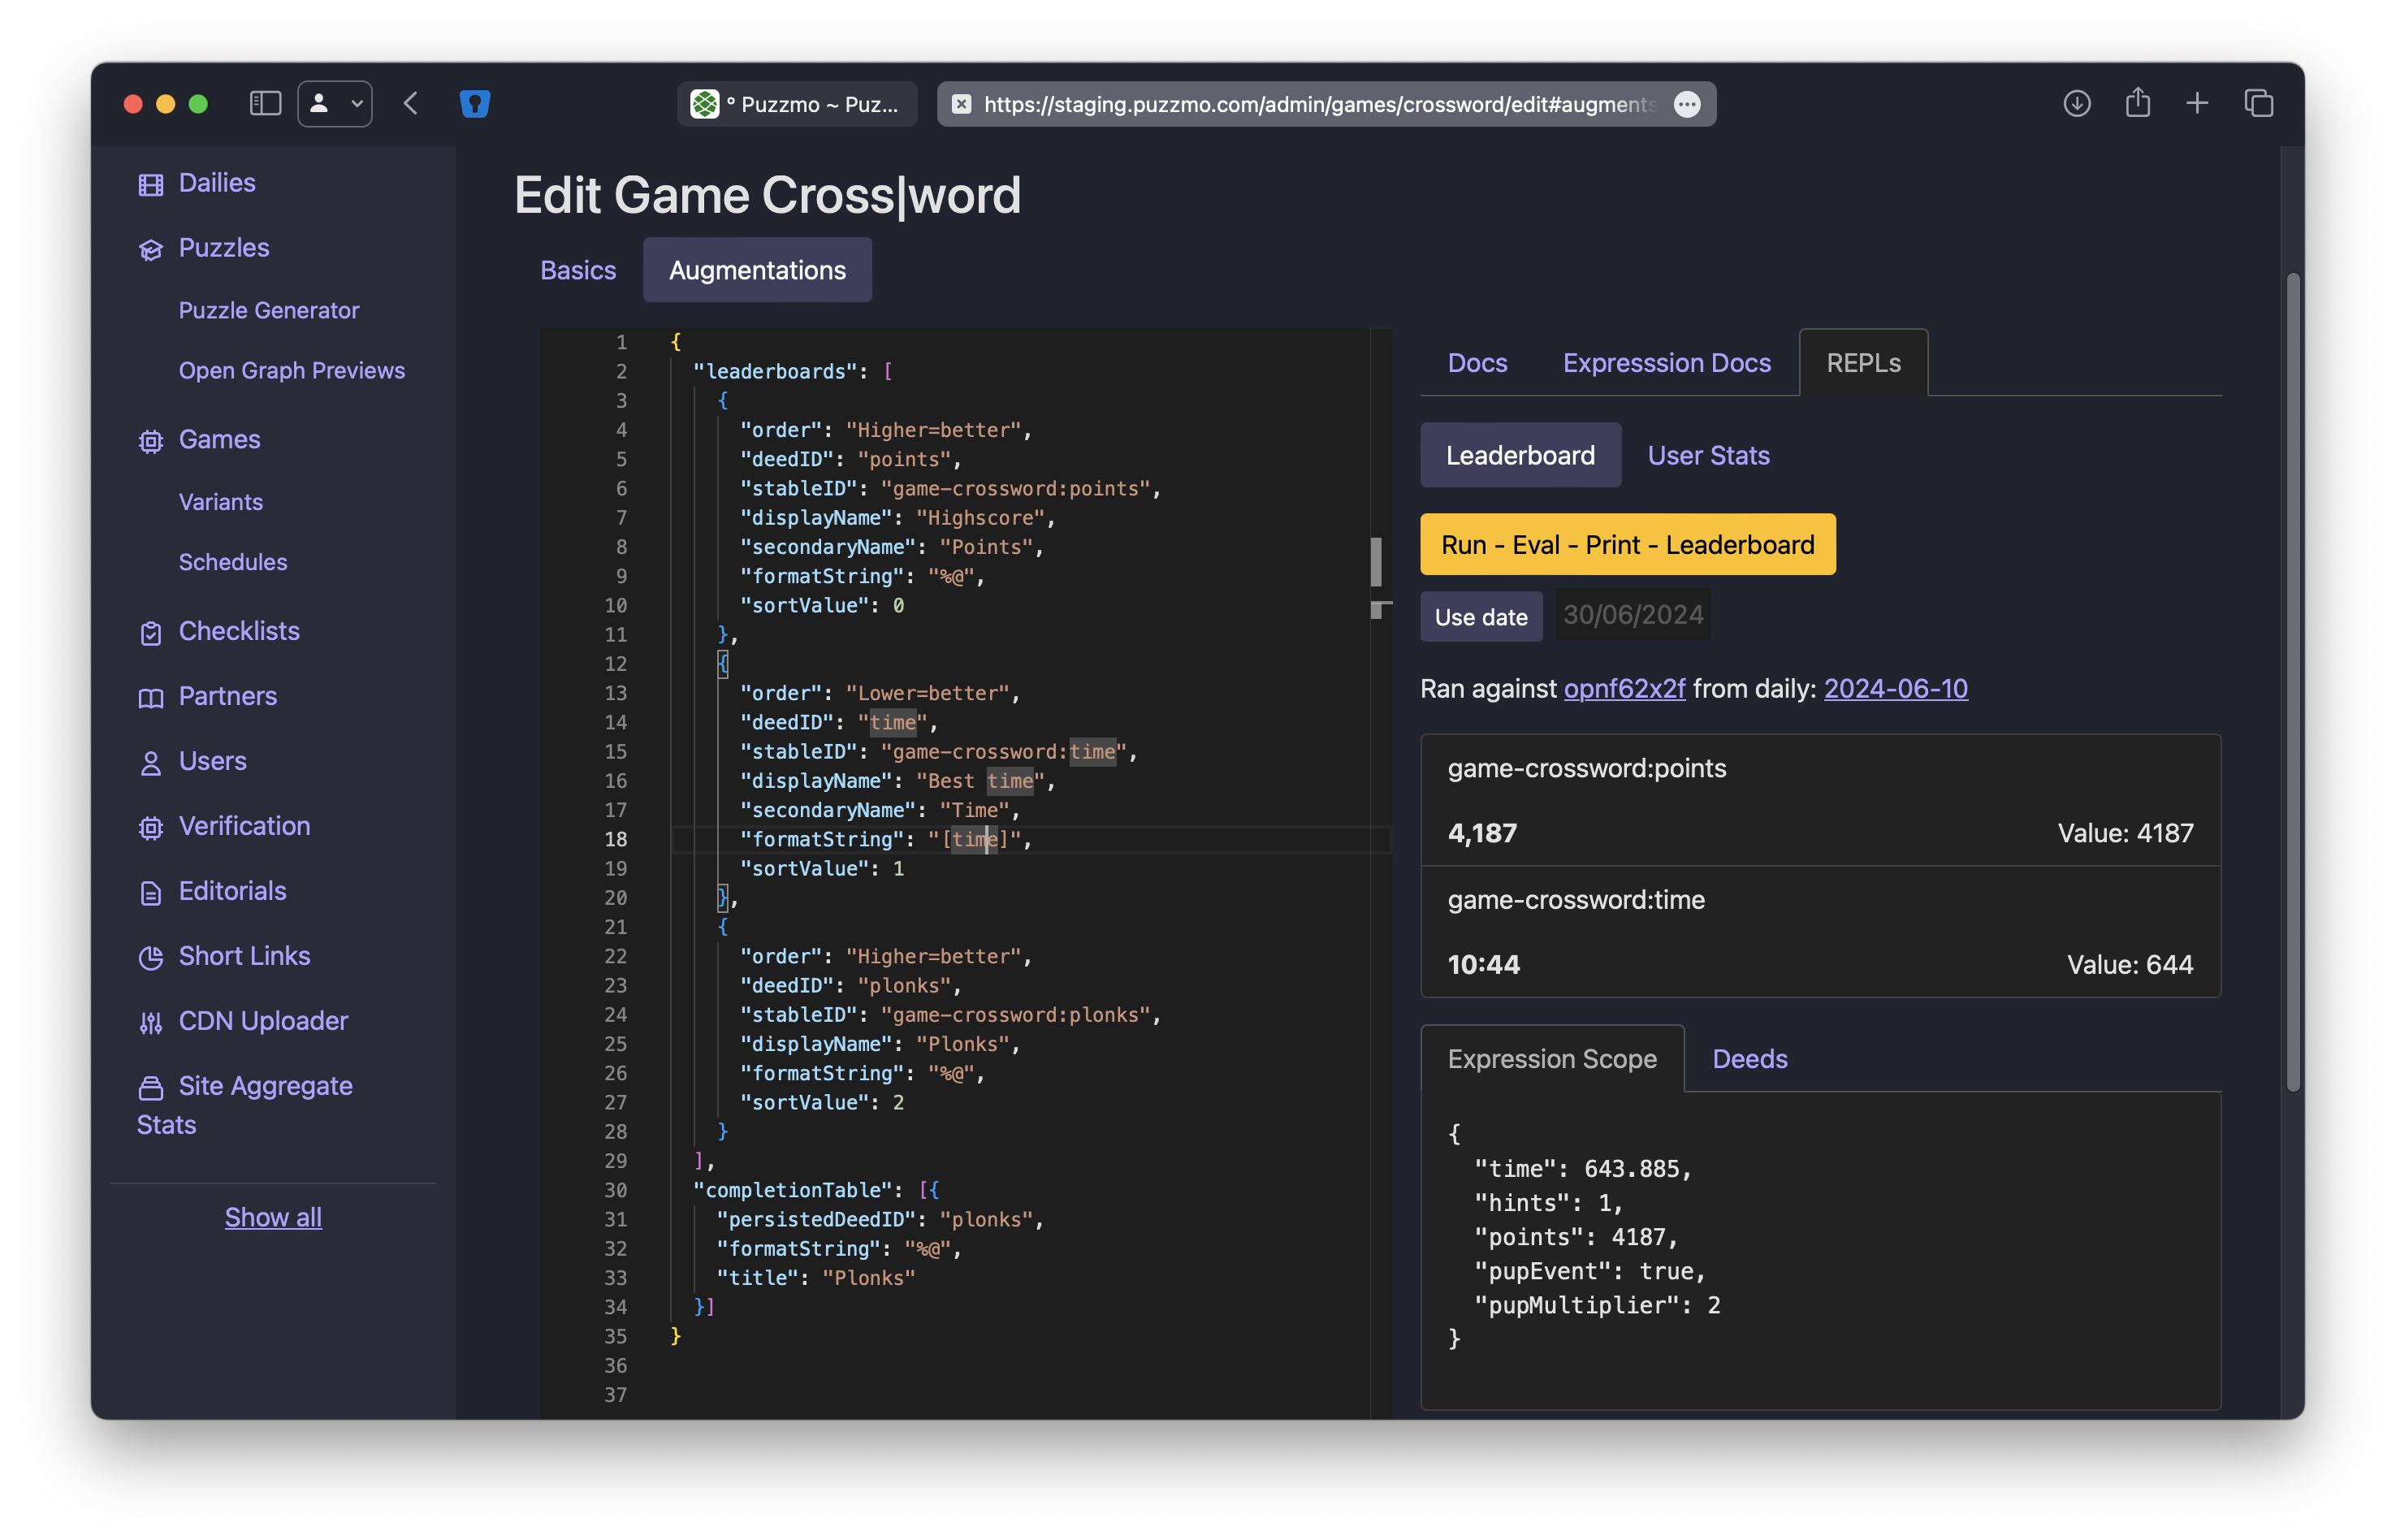 ° Puzzmo ~ Puz...
https://staging.puzzmo.com/admin/games/crossword/edit#augments
Dailies
Puzzles
Puzzle Generator
Open Graph Previews
Games
Variants
Schedules
Checklists
Partners
Users
Verification
Editorials
Short Links
CDN Uploader
Site Aggregate
Stats
Show all
Edit Game Cross|word
Basics
Augmentations
1 {
2 "leaderboards": [
3 {
4 "order": "Higher=better",
5 "deedID": "points",
6 "stableID": "game-crossword:points",
7 "displayName": "Highscore",
8 "secondaryName": "Points",
9 "formatString": "%@",
10 "sortValue": 0
11 },
12 {
13 "order": "Lower=better",
14 "deedID": "time",
15 "stableID": "game-crossword:time",
16 "displayName": "Best time",
17 "secondaryName": "Time",
18 "formatString": "[time]",
19 "sortValue": 1
20 },
21 {
22 "order": "Higher=better",
23 "deedID": "plonks",
24 "stableID": "game-crossword:plonks",
25 "displayName": "Plonks",
26 "formatString": "%@",
27 "sortValue": 2
28 }
29 ],
30 "completionTable": [{
31 "persistedDeedID": "plonks",
32 "formatString": "%@",
33 "title": "Plonks"
34 }]
35 }
36
37
Docs
Expresssion Docs
REPLs
Leaderboard
User Stats
Run - Eval - Print - Leaderboard
Use date
30/06/2024
Ran against opnf62x2f from daily: 2024-06-10
game-crossword:points
4,187 Value: 4187
game-crossword:time
10:44 Value: 644
Expression Scope
Deeds
{
"time": 643.885,
"hints": 1,
"points": 4187,
"pupEvent": true,
"pupMultiplier": 2
}